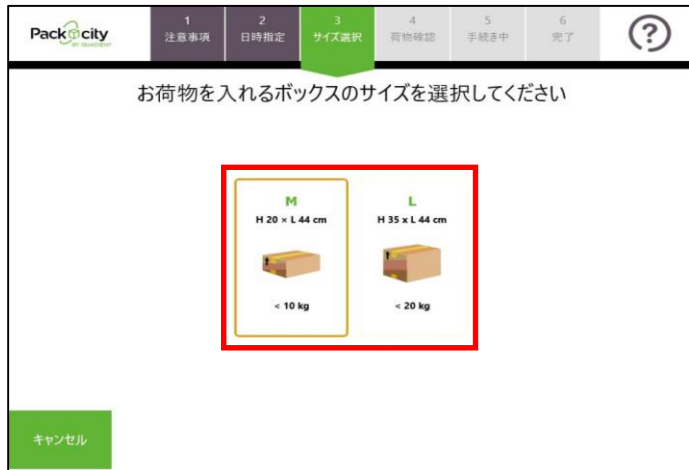 Packcity
BY QUADIENT
1
注意事項
2
日時指定
3
サイズ選択
4
荷物確認
5
手続き中
6
完了
?
お荷物を入れるボックスのサイズを選択してください
M
H 20 × L 44 cm
< 10 kg
L
H 35 x L 44 cm
< 20 kg
キャンセル